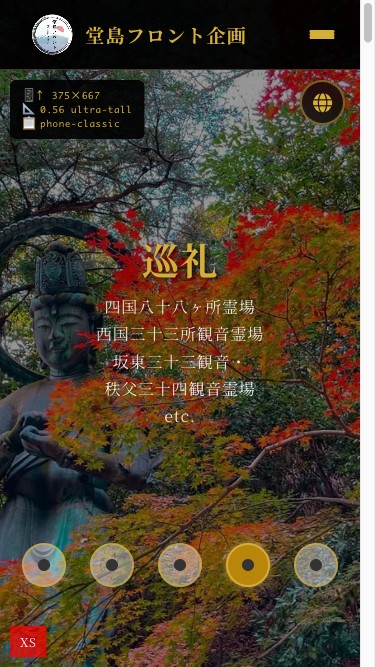 堂島フロント企画
↑ 375×667
0.56 ultra-tall
phone-classic
巡礼
四国八十八ヶ所霊場
西国三十三所観音霊場
坂東三十三観音・
秩父三十四観音霊場
etc.
XS